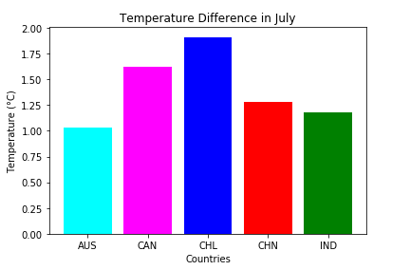 Temperature Difference in July
Temperature (°C)
2.00
1.75
1.50
1.25
1.00
0.75
0.50
0.25
0.00
AUS CAN CHL CHN IND
Countries